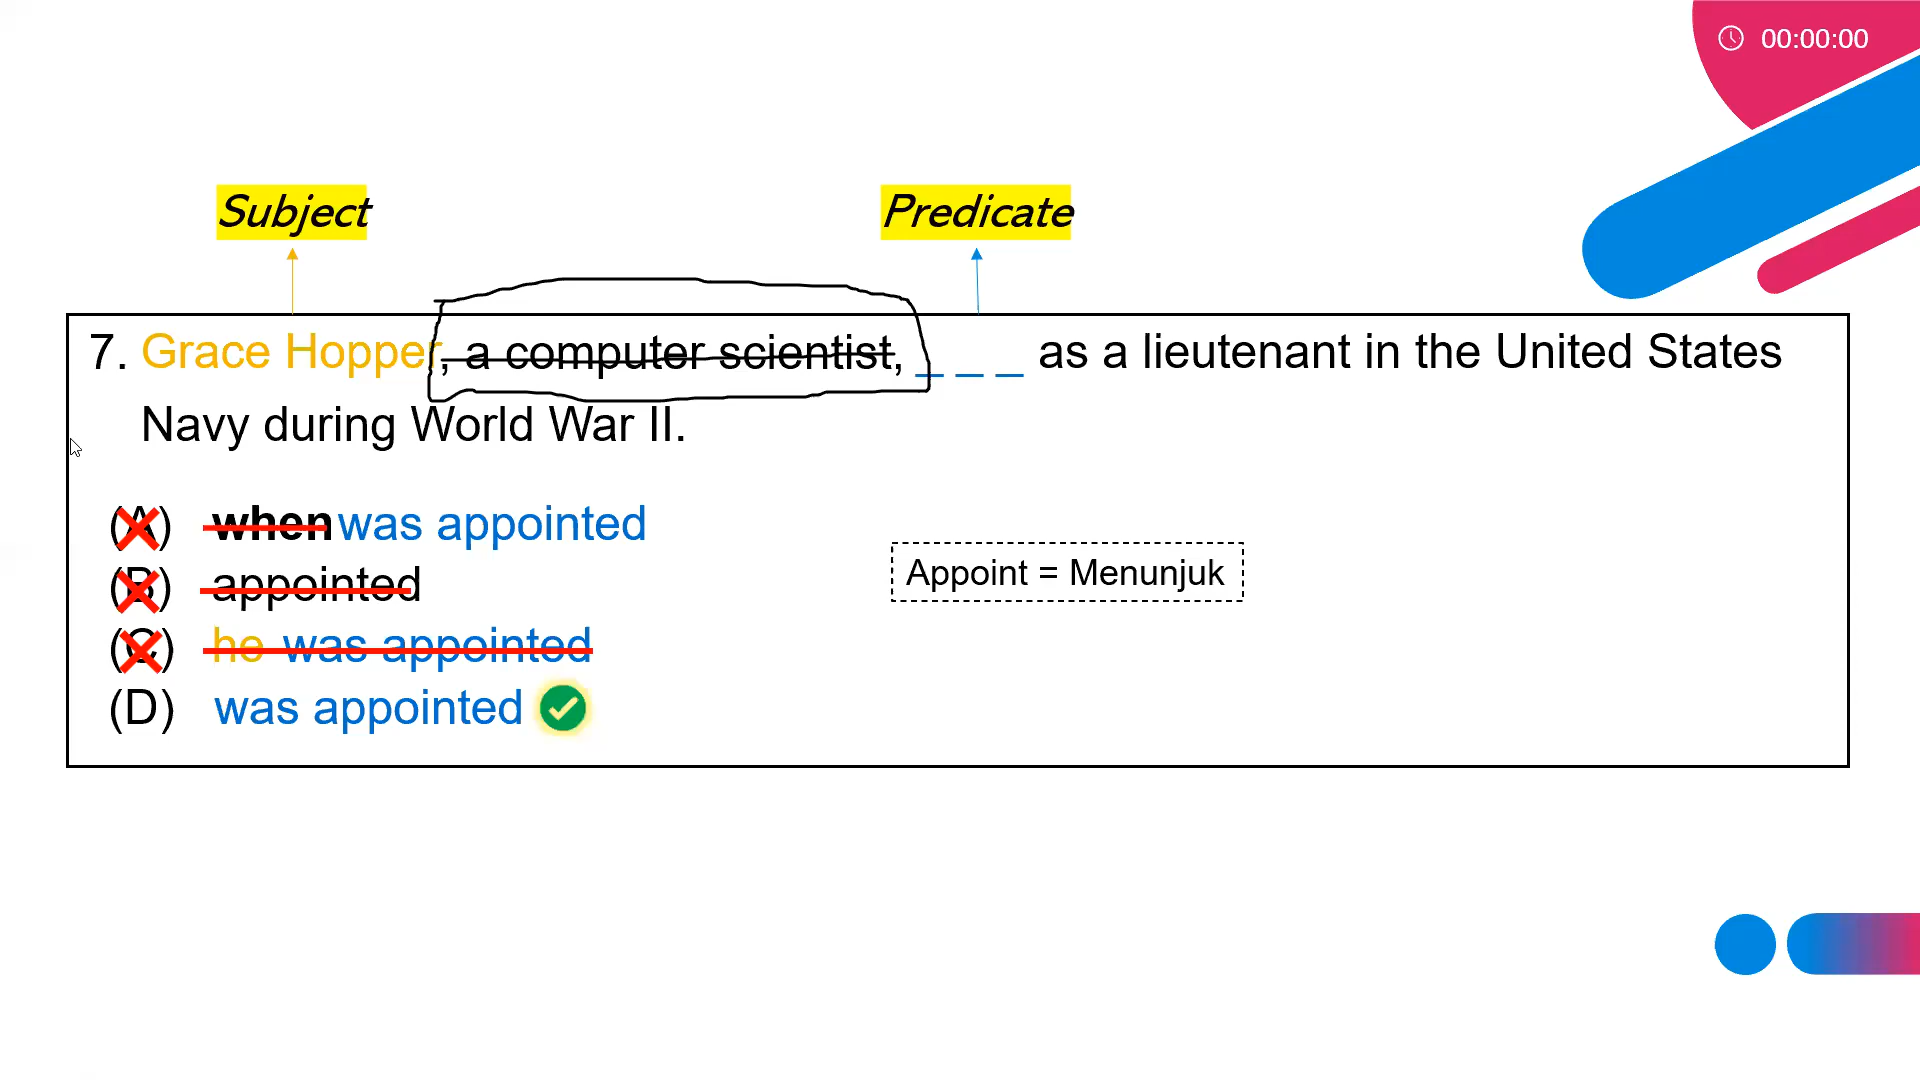 00:00:00
Subject Predicate
7. Grace Hopper, a computer scientist, _ _ _ as a lieutenant in the United States
Navy during World War II.
(A) when was appointed
(B) appointed
Appoint = Menunjuk
(C) he was appointed
(D) was appointed